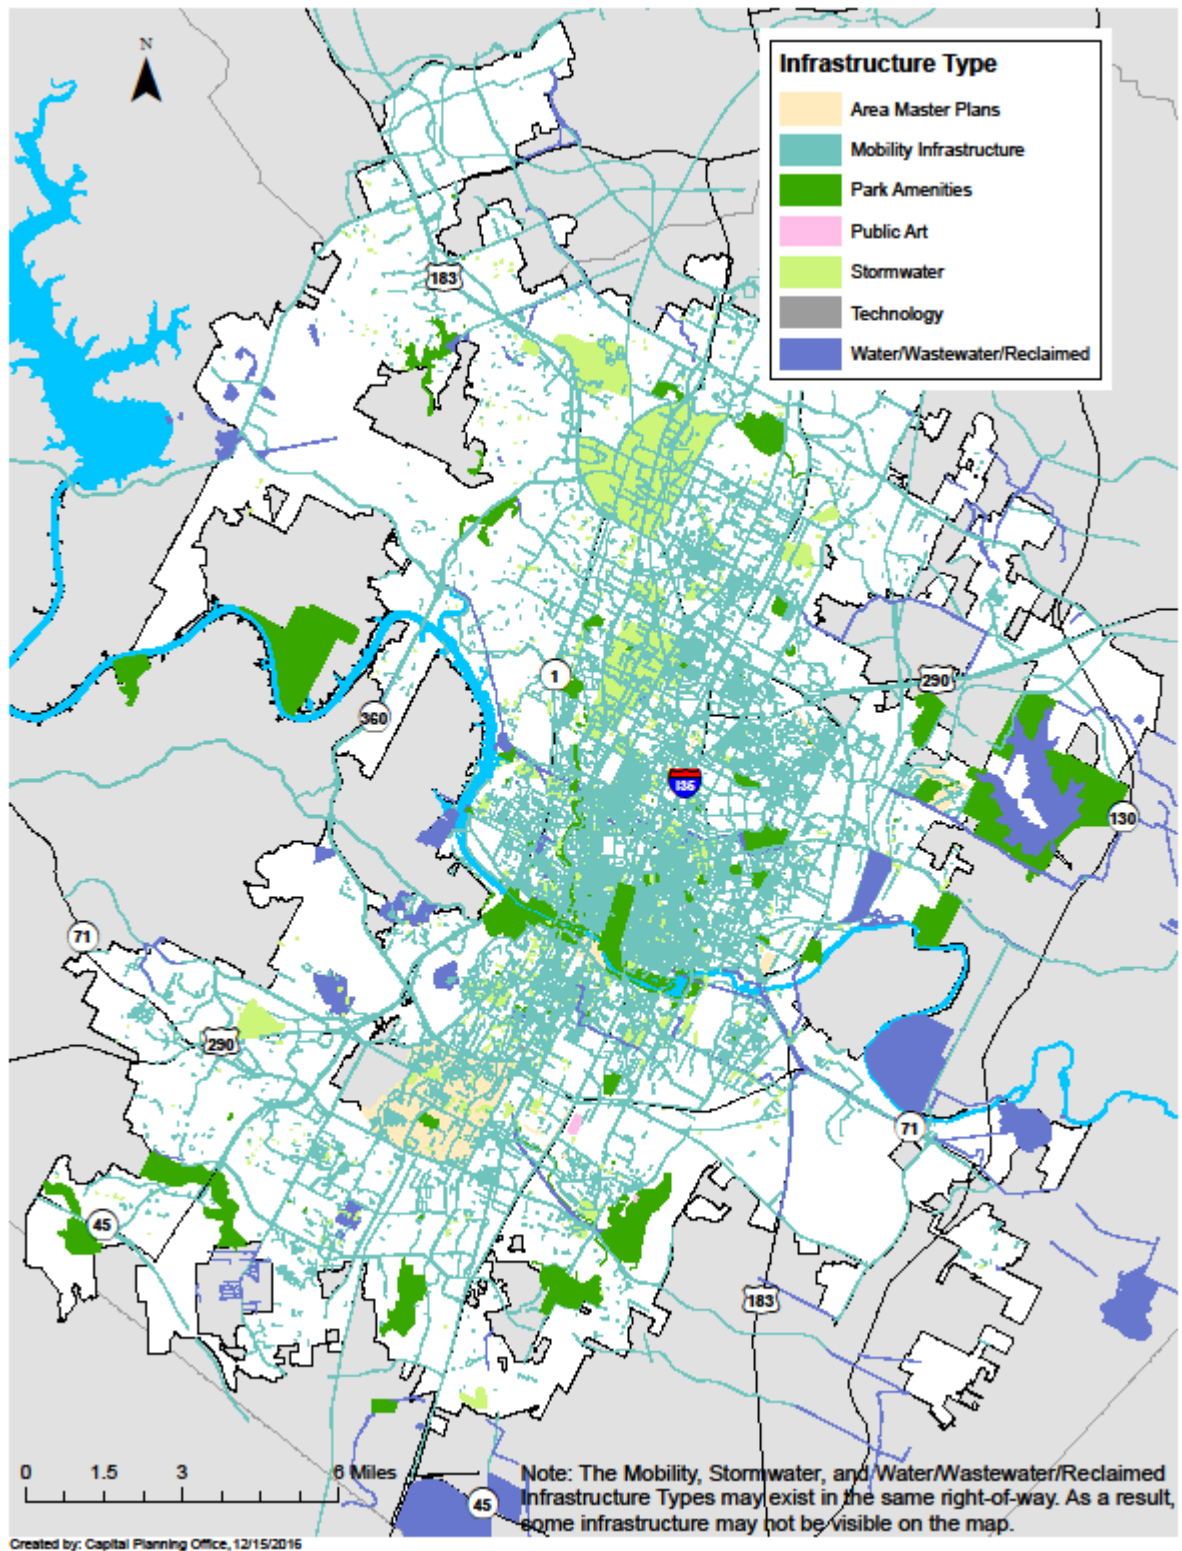 N
Infrastructure Type
Area Master Plans
Mobility Infrastructure
Park Amenities
Public Art
Stormwater
Technology
Water/Wastewater/Reclaimed
183
1
290
360
I35
130
71
290
71
45
183
0 1.5 3 6 Miles
45
Note: The Mobility, Stormwater, and Water/Wastewater/Reclaimed
Infrastructure Types may exist in the same right-of-way. As a result,
some infrastructure may not be visible on the map.
Created by: Capital Planning Office, 12/15/2016